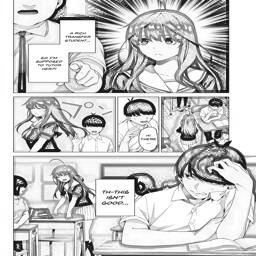 A RICH
TRANSFER
STUDENT...
SO I'M
SUPPOSED
TO TUTOR
HER?!
HI
THERE!
TH-THIS
ISN'T
GOOD...